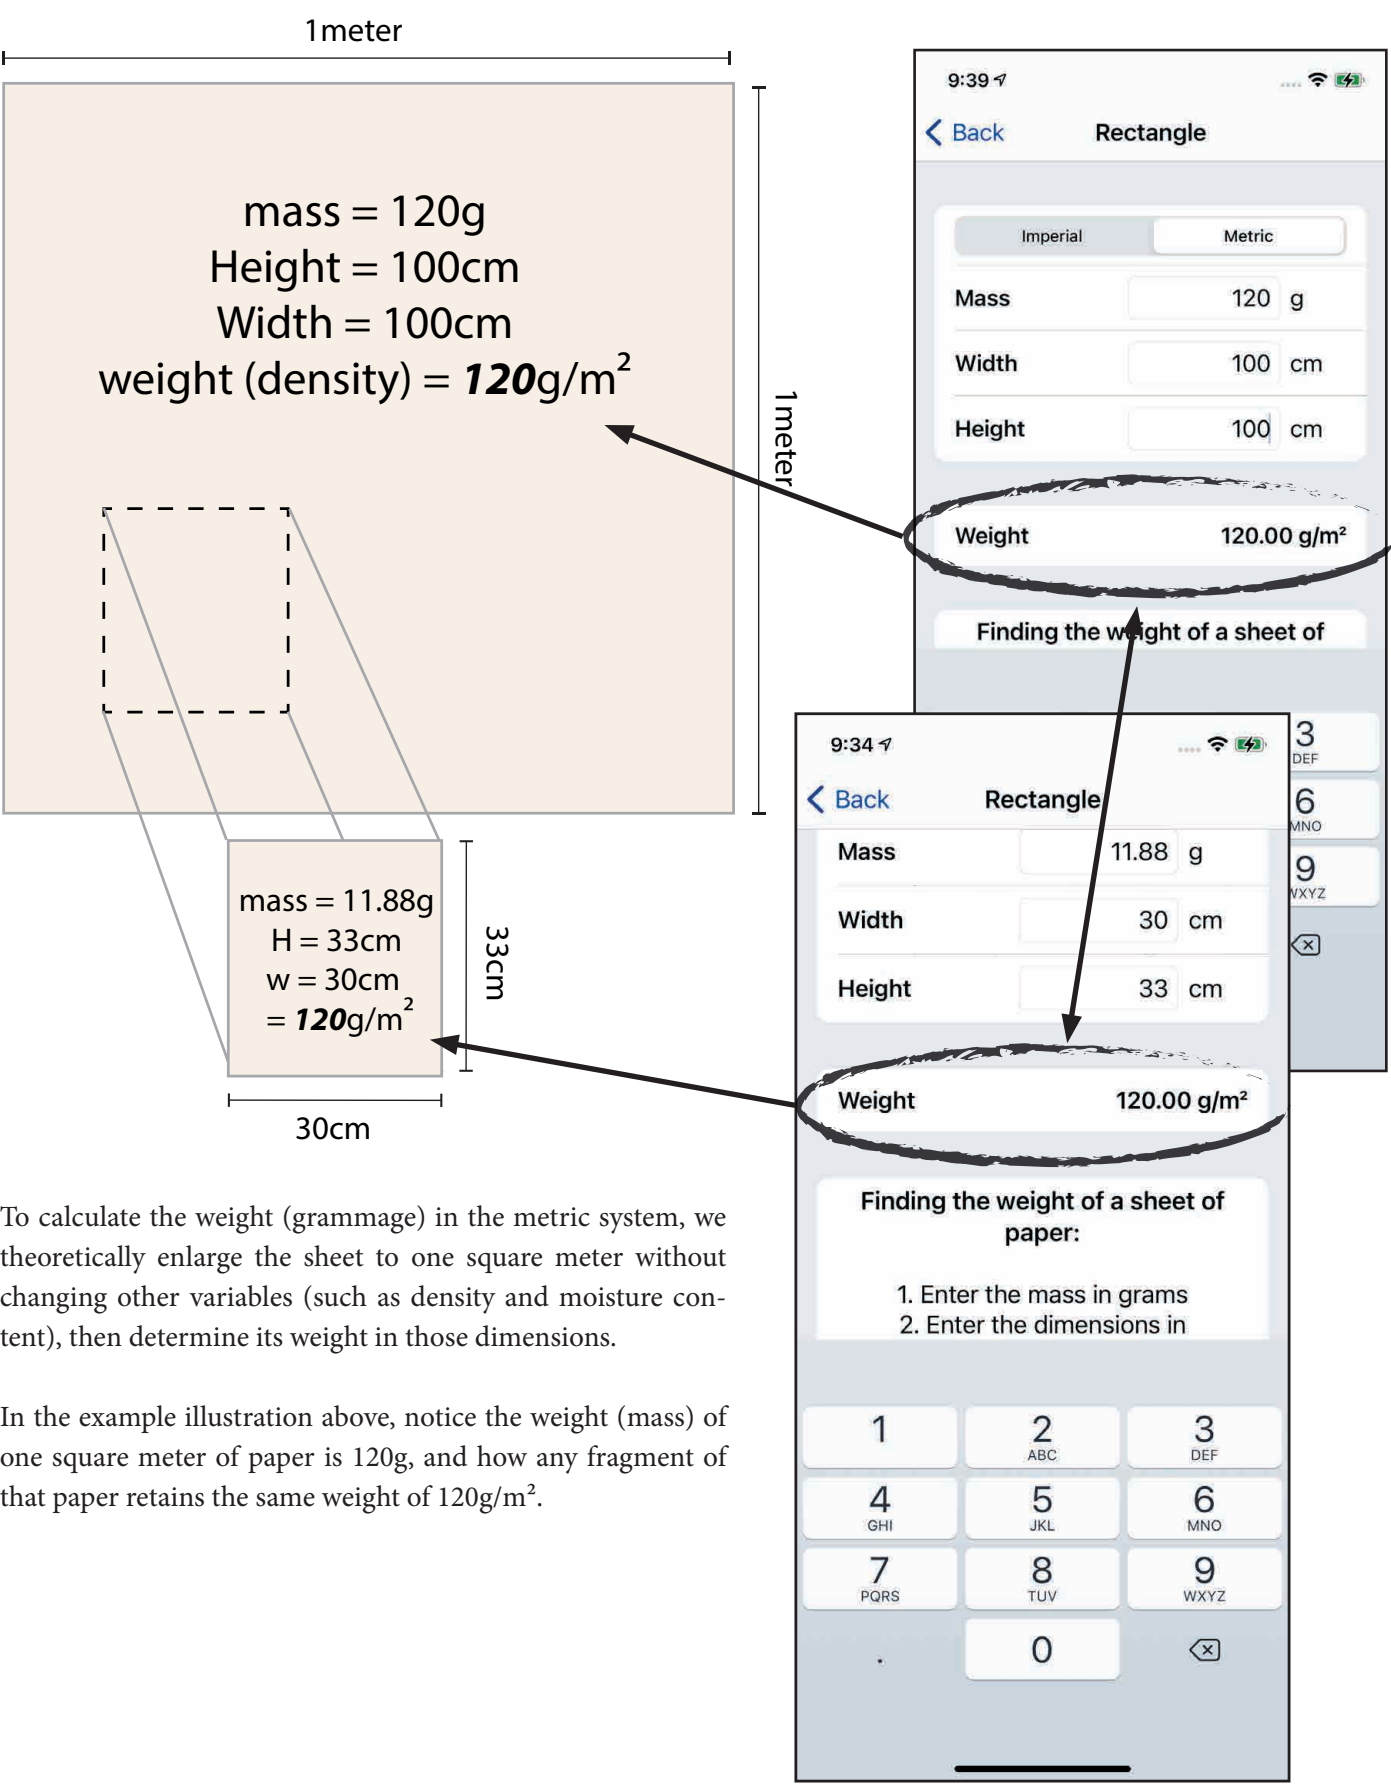 1meter
mass = 120g
Height = 100cm
Width = 100cm
weight (density) = 120g/m²
1meter
mass = 11.88g
H = 33cm
w = 30cm
= 120g/m²
33cm
30cm
9:39
Back Rectangle
Imperial Metric
Mass 120 g
Width 100 cm
Height 100 cm
Weight 120.00 g/m²
Finding the weight of a sheet of
3
DEF
6
MNO
9
WXYZ
9:34
Back Rectangle
Mass 11.88 g
Width 30 cm
Height 33 cm
Weight 120.00 g/m²
Finding the weight of a sheet of
paper:
1. Enter the mass in grams
2. Enter the dimensions in
1 2 3
ABC DEF
4 5 6
GHI JKL MNO
7 8 9
PQRS TUV WXYZ
. 0
To calculate the weight (grammage) in the metric system, we
theoretically enlarge the sheet to one square meter without
changing other variables (such as density and moisture con-
tent), then determine its weight in those dimensions.
In the example illustration above, notice the weight (mass) of
one square meter of paper is 120g, and how any fragment of
that paper retains the same weight of 120g/m².